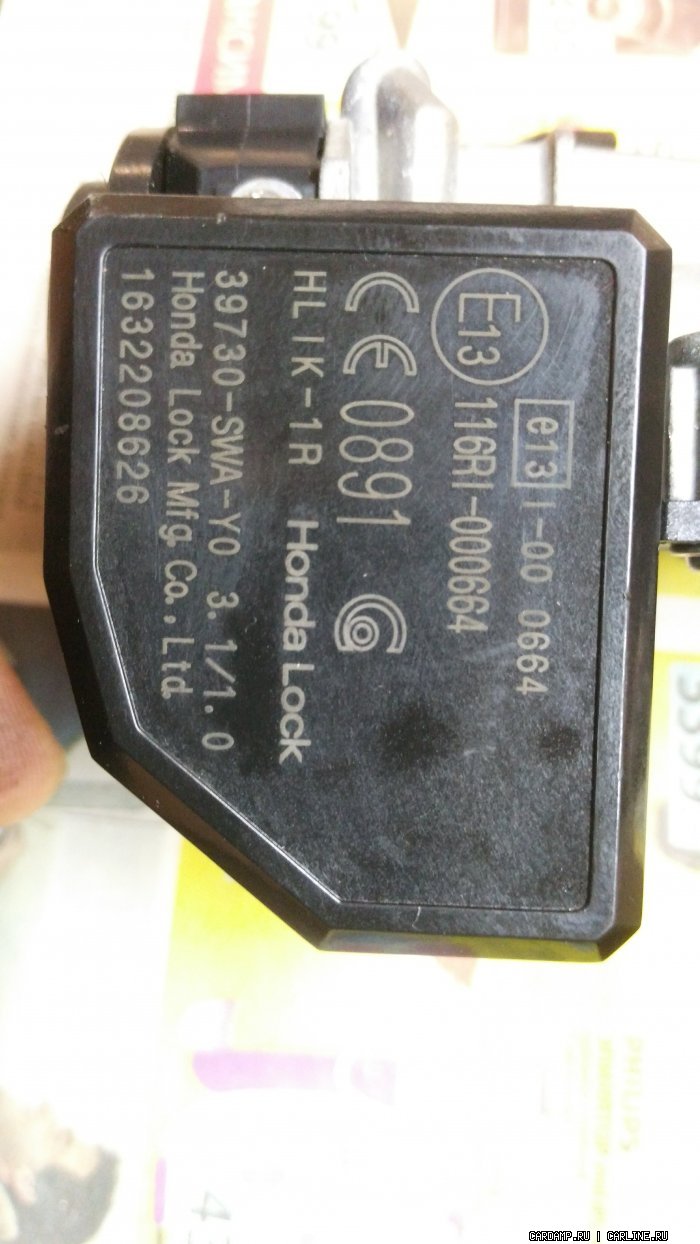 e13 I-00 0664
E13 116RI-000664
CE 0891
HLIK-1R Honda Lock
39730-SWA-Y0 3.1/1.0
Honda Lock Mfg.Co.,Ltd
1632208626
PHILIPS
CARDAMP.RU | CARLINE.RU